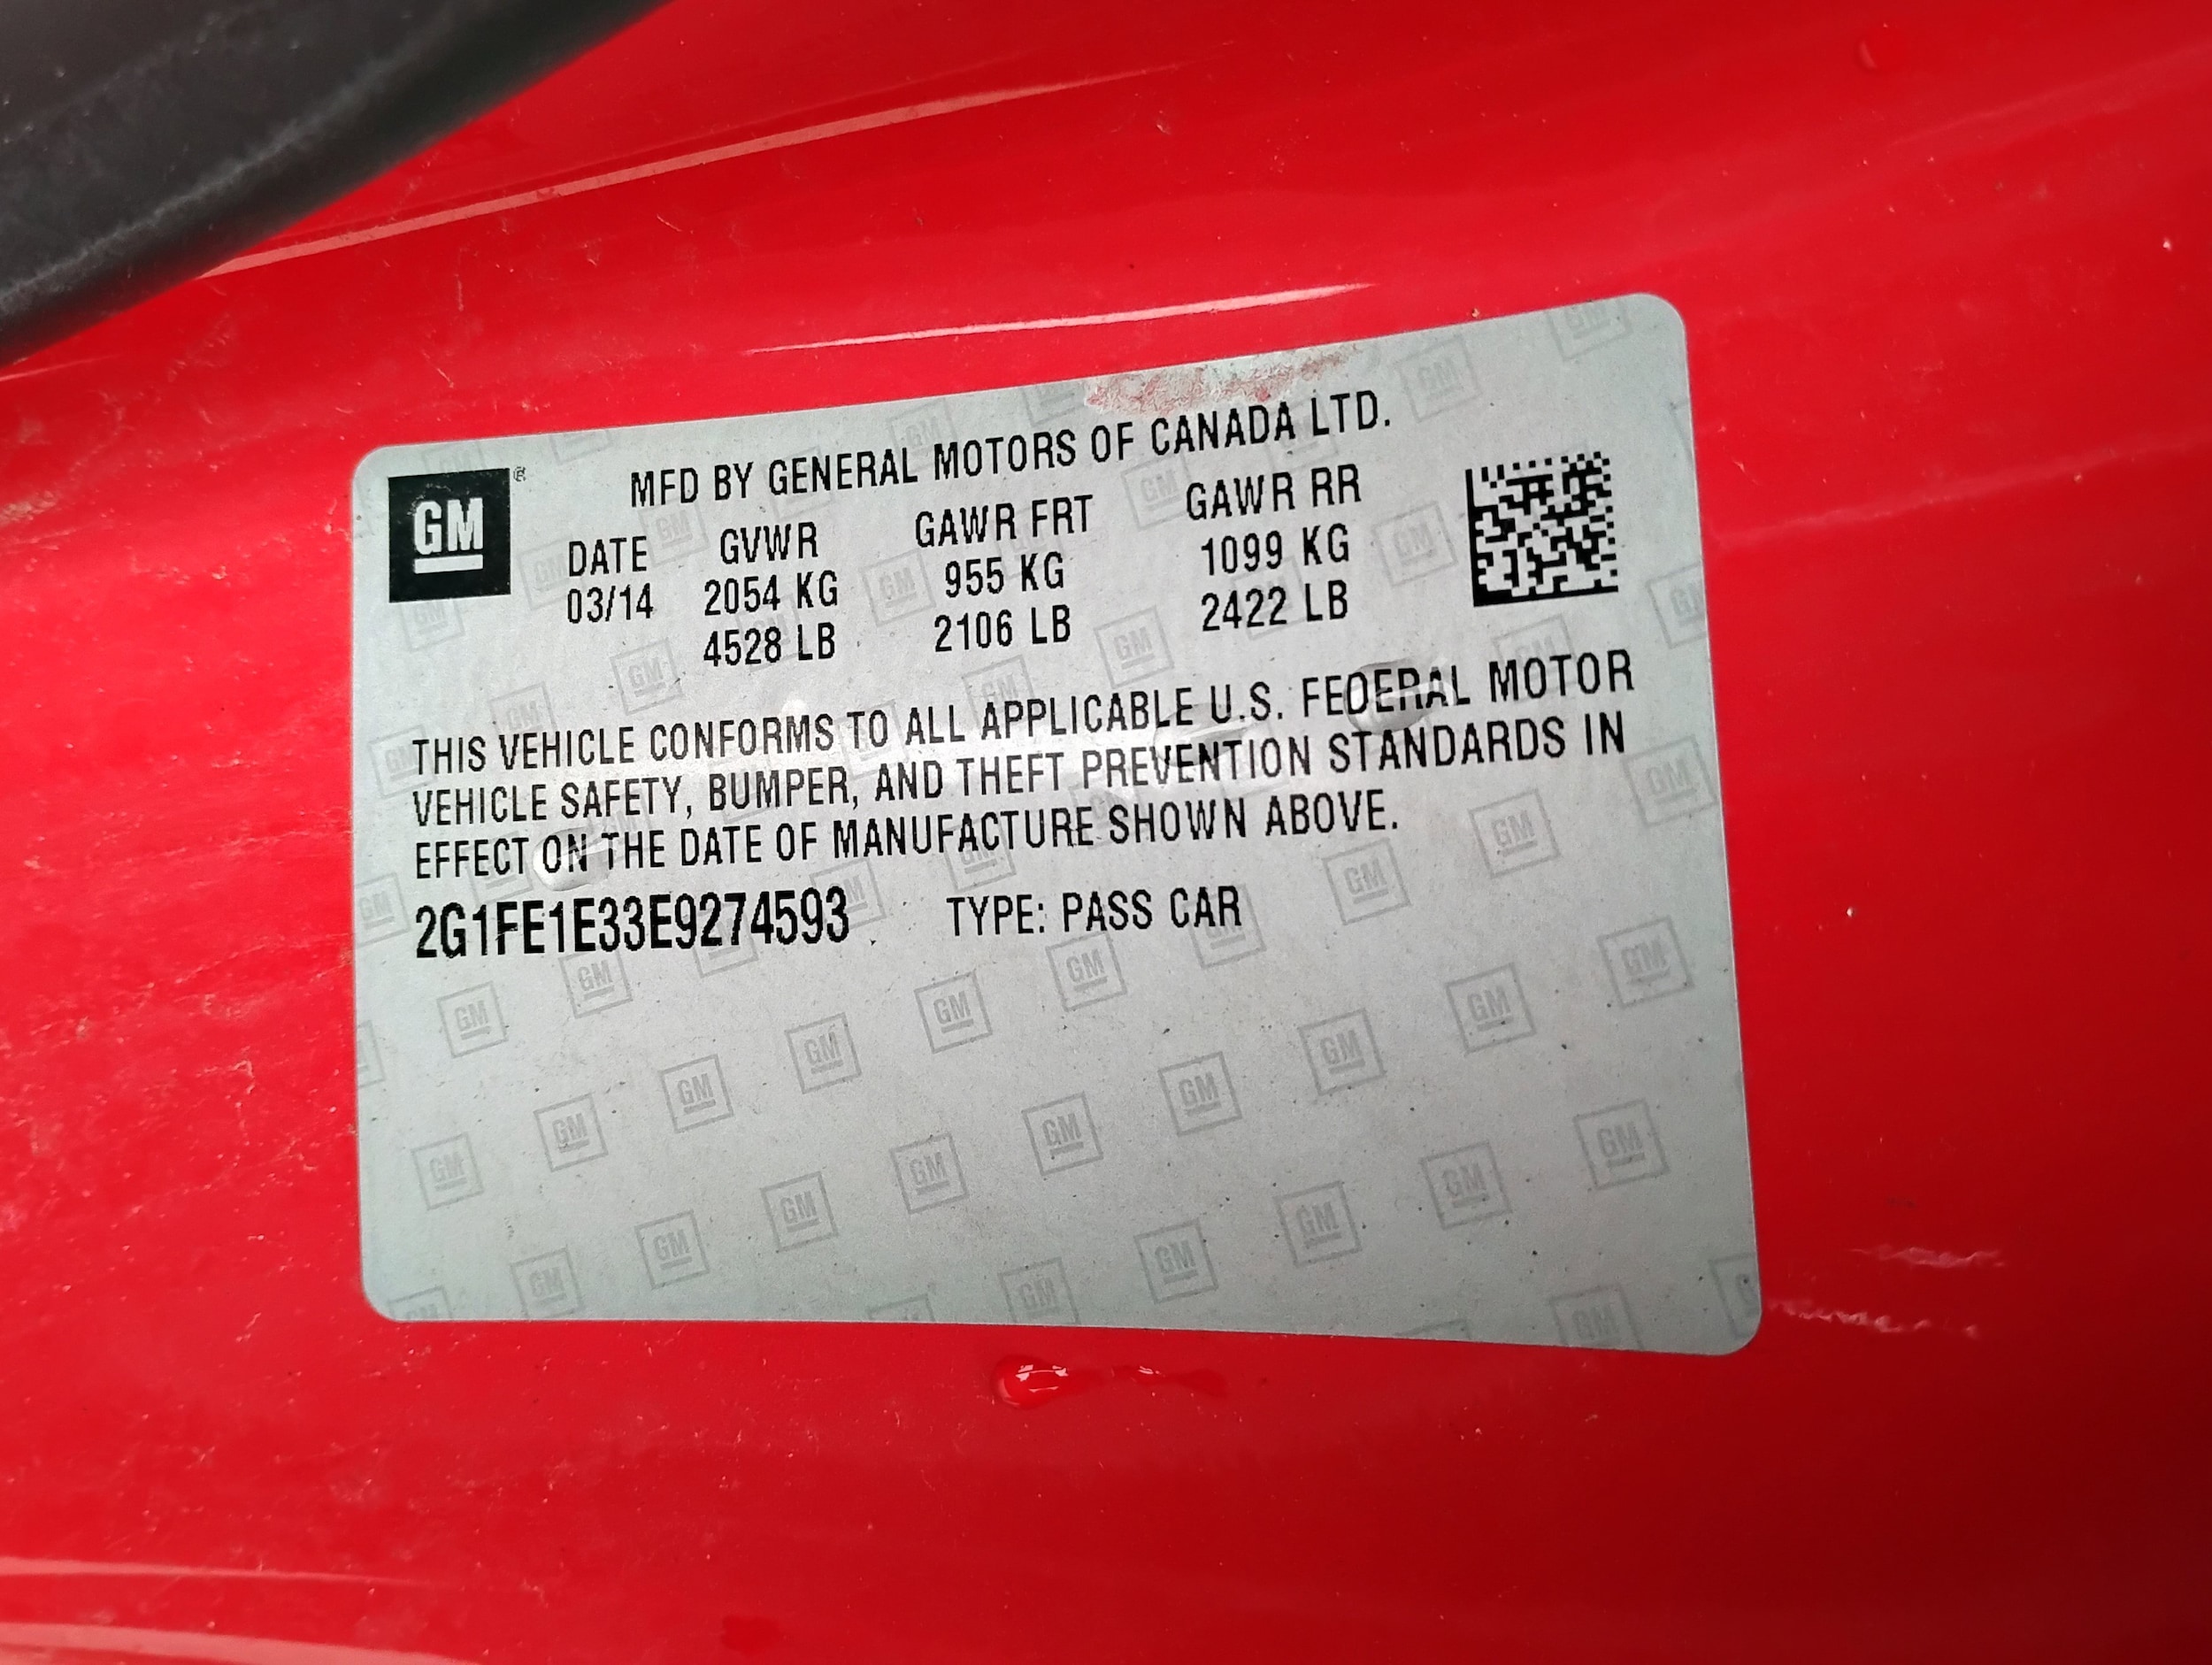 GM
MFD BY GENERAL MOTORS OF CANADA LTD.
DATE GVWR GAWR FRT GAWR RR
03/14 2054 KG 955 KG 1099 KG
4528 LB 2106 LB 2422 LB
THIS VEHICLE CONFORMS TO ALL APPLICABLE U.S. FEDERAL MOTOR
VEHICLE SAFETY, BUMPER, AND THEFT PREVENTION STANDARDS IN
EFFECT ON THE DATE OF MANUFACTURE SHOWN ABOVE.
2G1FE1E33E9274593 TYPE: PASS CAR